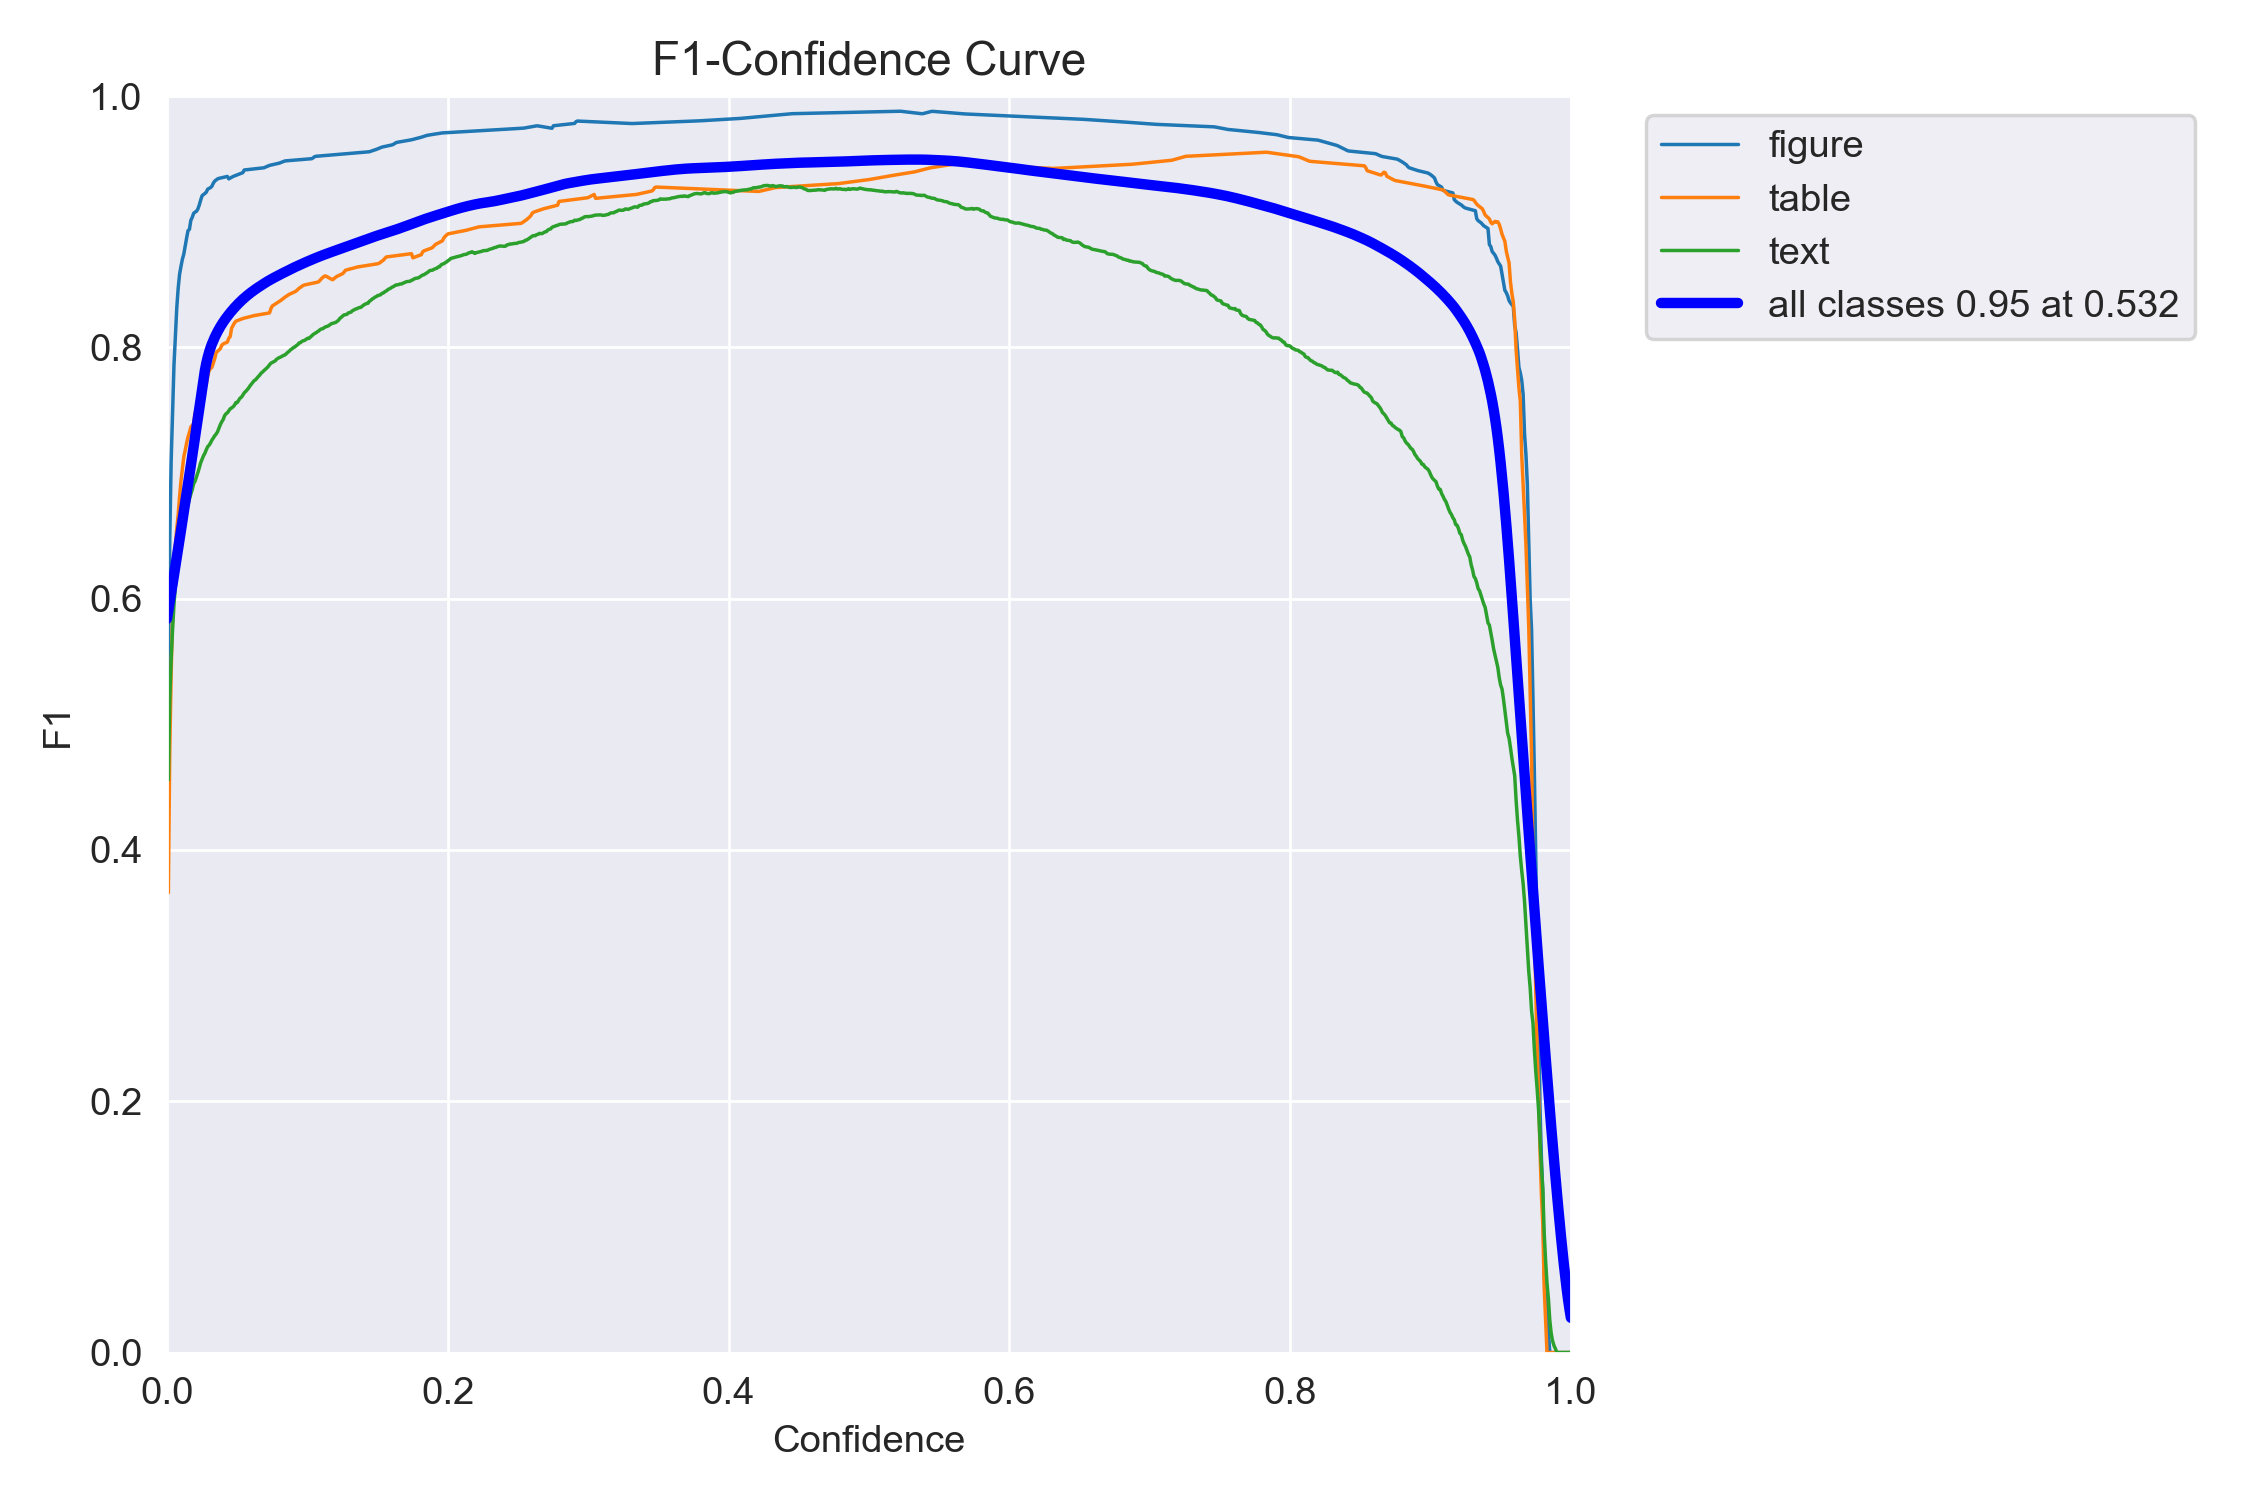 F1-Confidence Curve
1.0
0.8
0.6
0.4
0.2
0.0
F1
0.0 0.2 0.4 0.6 0.8 1.0
Confidence
figure
table
text
all classes 0.95 at 0.532